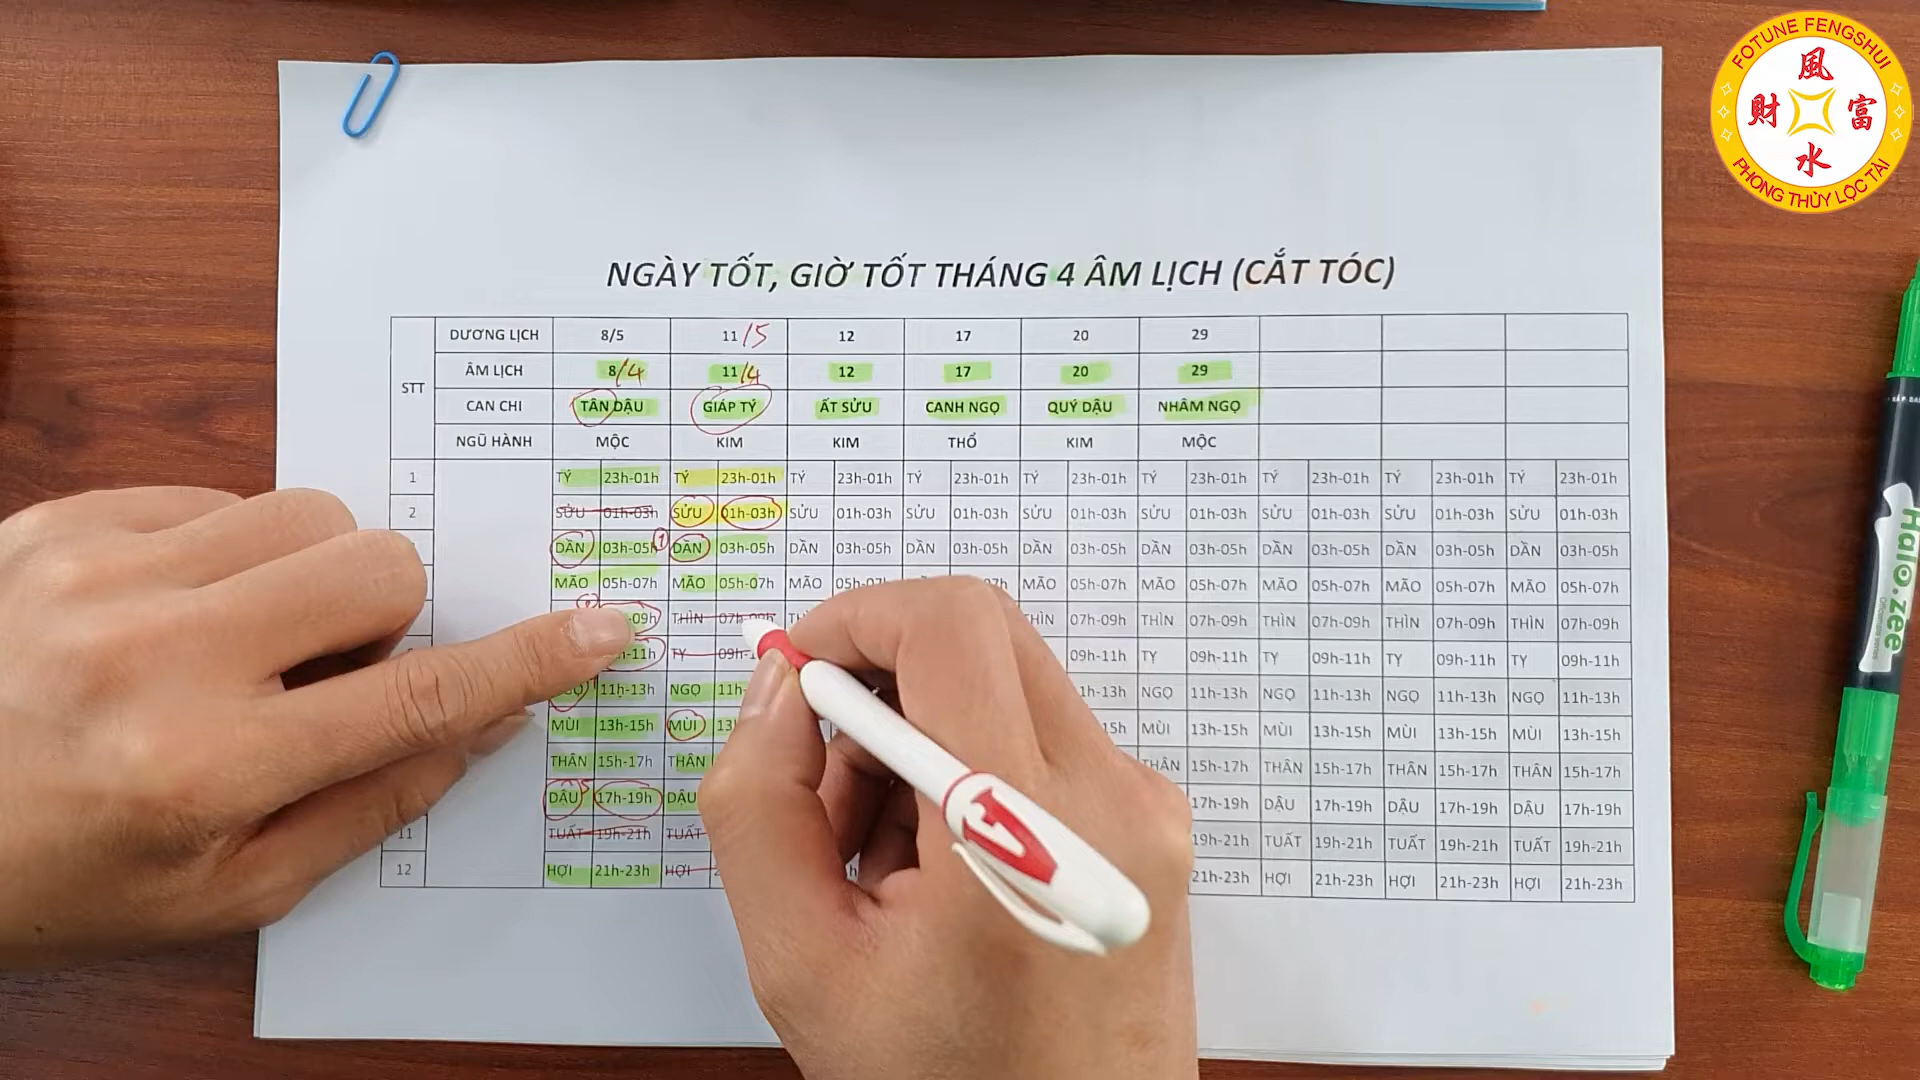 FOTUNE FENGSHUI
風
財 富
水
PHONG THỦY LỘC TÀI
NGÀY TỐT, GIỜ TỐT THÁNG 4 ÂM LỊCH (CẮT TÓC)
STT DƯƠNG LỊCH 8/5 11/5 12 17 20 29
ÂM LỊCH 8/4 11/4 12 17 20 29
CAN CHI TÂN DẬU GIÁP TÝ ẤT SỬU CANH NGỌ QUÝ DẬU NHÂM NGỌ
NGŨ HÀNH MỘC KIM KIM THỔ KIM MỘC
1 TÝ 23h-01h TÝ 23h-01h TÝ 23h-01h TÝ 23h-01h TÝ 23h-01h TÝ 23h-01h TÝ 23h-01h TÝ 23h-01h TÝ 23h-01h
2 SỬU 01h-03h SỬU 01h-03h SỬU 01h-03h SỬU 01h-03h SỬU 01h-03h SỬU 01h-03h SỬU 01h-03h SỬU 01h-03h SỬU 01h-03h
DẦN 03h-05h 1 DẦN 03h-05h DẦN 03h-05h DẦN 03h-05h DẦN 03h-05h DẦN 03h-05h DẦN 03h-05h DẦN 03h-05h DẦN 03h-05h
MÃO 05h-07h MÃO 05h-07h MÃO 05h-07h MÃO 05h-07h MÃO 05h-07h MÃO 05h-07h MÃO 05h-07h MÃO 05h-07h
-09h THÌN 07h-09h THÌN 07h-09h THÌN 07h-09h THÌN 07h-09h THÌN 07h-09h THÌN 07h-09h
-11h TỴ 09h-1 09h-11h TỴ 09h-11h TỴ 09h-11h TỴ 09h-11h TỴ 09h-11h
NGỌ 11h-13h NGỌ 11h- 1h-13h NGỌ 11h-13h NGỌ 11h-13h NGỌ 11h-13h NGỌ 11h-13h
MÙI 13h-15h MÙI 13h 15h MÙI 13h-15h MÙI 13h-15h MÙI 13h-15h MÙI 13h-15h
THÂN 15h-17h THÂN THÂN 15h-17h THÂN 15h-17h THÂN 15h-17h THÂN 15h-17h
DẬU 17h-19h DẬU 17h-19h DẬU 17h-19h DẬU 17h-19h DẬU 17h-19h
11 TUẤT 19h-21h TUẤT 19h-21h TUẤT 19h-21h TUẤT 19h-21h TUẤT 19h-21h
12 HỢI 21h-23h HỢI 21h-23h HỢI 21h-23h HỢI 21h-23h HỢI 21h-23h
Halo.zee